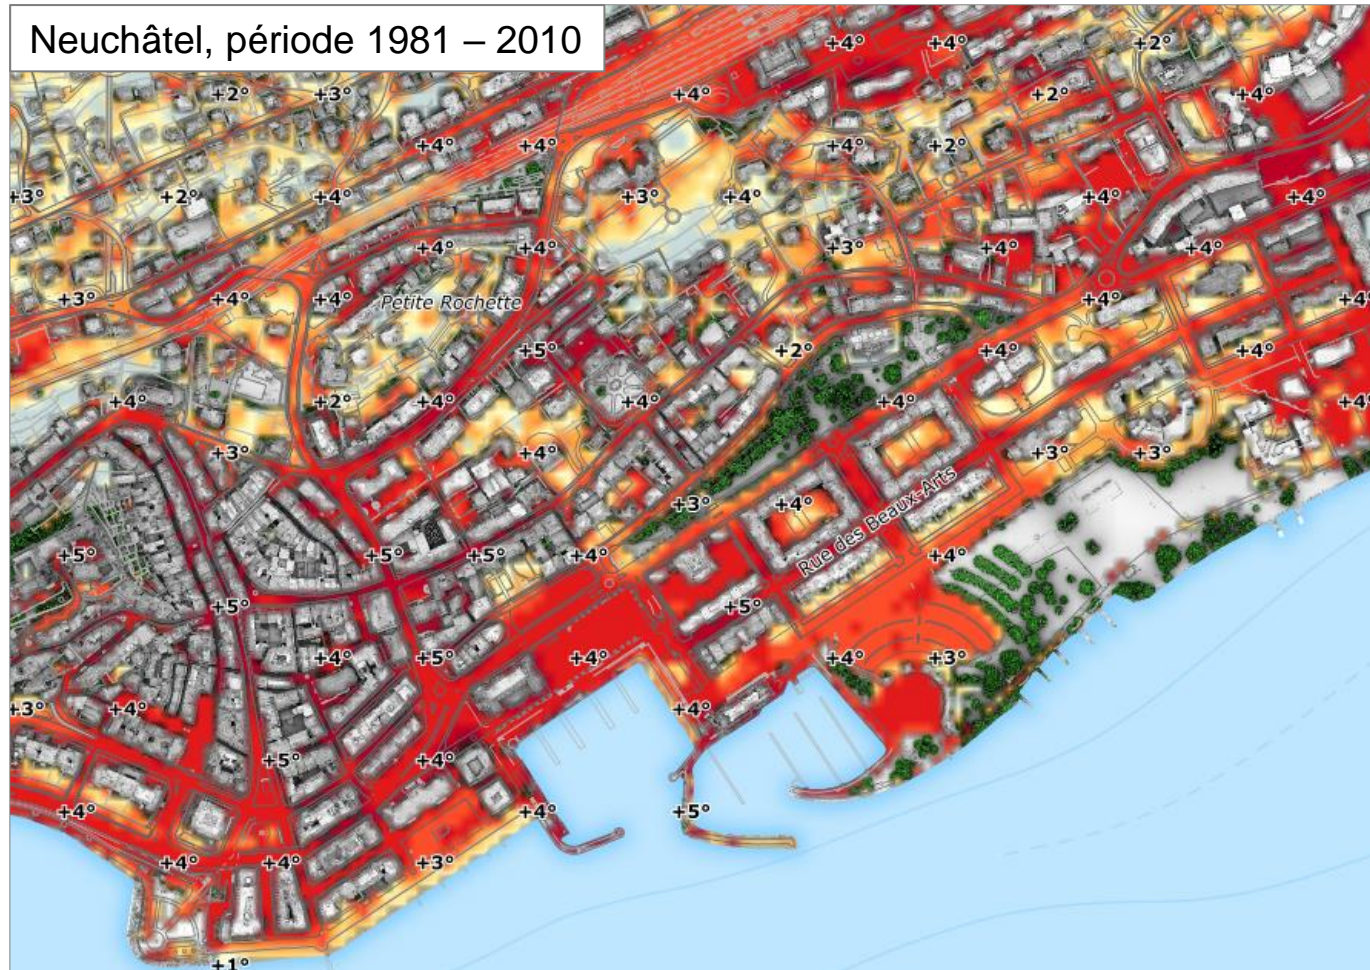 Neuchâtel, période 1981 – 2010
+4° +4° +2°
+2° +3° +4° +2° +4°
+4° +4° +4° +2°
+3° +2° +4° +3° +4° +4° +4°
+4° +4° +3° +4° +4°
+3° +4° +4° Petite Rochette +4° +4°
+5° +2° +4° +4°
+4° +2° +4° +4° +4° +4°
+3° +4° +3° +3°
+3° +4° Rue des Beaux-Arts
+5° +5° +5° +4° +4°
+5° +5°
+4° +5° +4° +4° +3°
+3° +4° +4°
+5° +4°
+4° +4° +5°
+4° +4° +3°
+1°